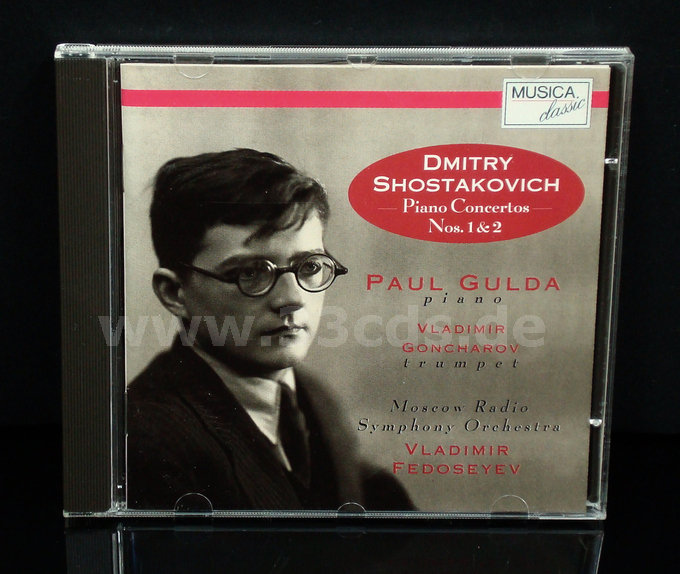 MUSICA
classic
DMITRY
SHOSTAKOVICH
Piano Concertos
Nos. 1 & 2
PAUL GULDA
piano
VLADIMÍR
GONCHAROV
trumpet
Moscow Radio
Symphony Orchestra
VLADIMIR
FEDOSEYEV